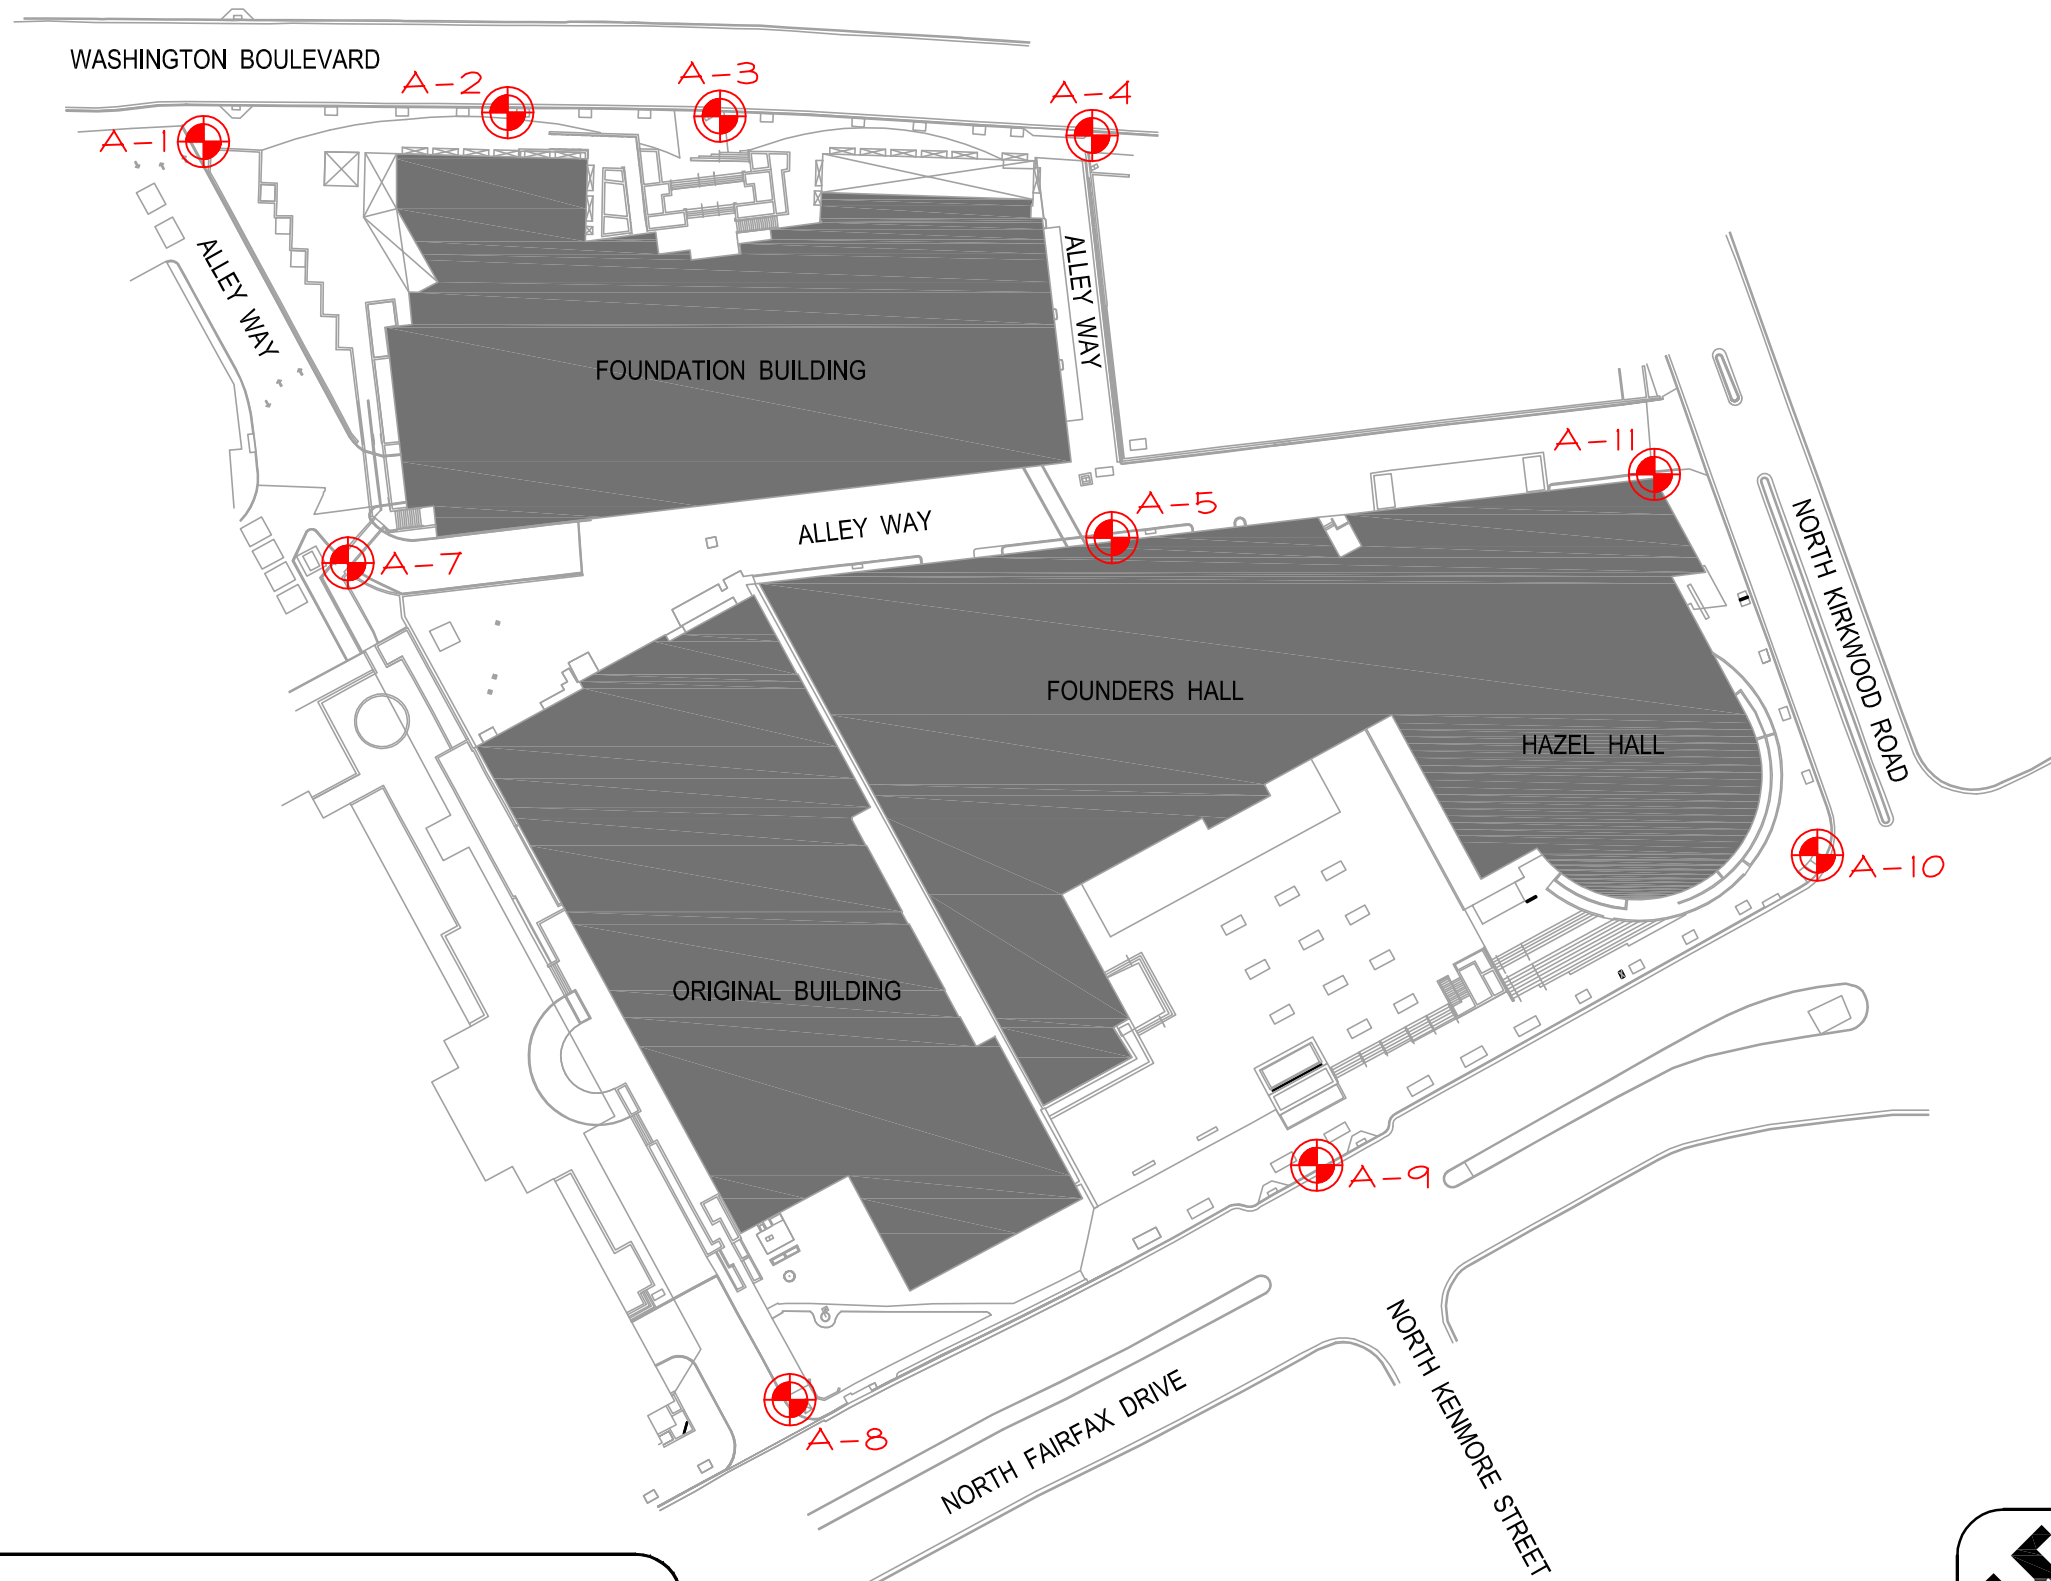 WASHINGTON BOULEVARD
A-1
A-2
A-3
A-4
ALLEY WAY
ALLEY WAY
FOUNDATION BUILDING
A-11
A-5
ALLEY WAY
A-7
NORTH KIRKWOOD ROAD
FOUNDERS HALL
HAZEL HALL
A-10
ORIGINAL BUILDING
A-9
A-8
NORTH FAIRFAX DRIVE
NORTH KENMORE STREET